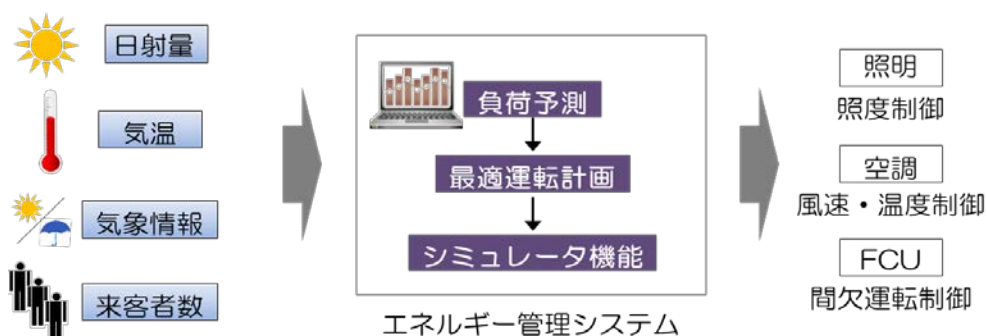 日射量
気温
気象情報
来客者数
負荷予測
最適運転計画
シミュレータ機能
エネルギー管理システム
照明
照度制御
空調
風速・温度制御
FCU
間欠運転制御